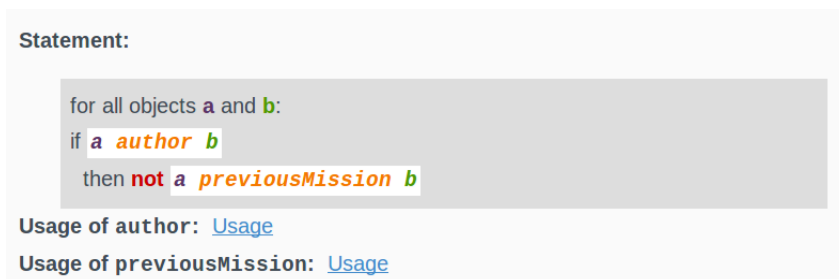 Statement:
for all objects a and b:
if a author b
then not a previousMission b
Usage of author: Usage
Usage of previousMission: Usage